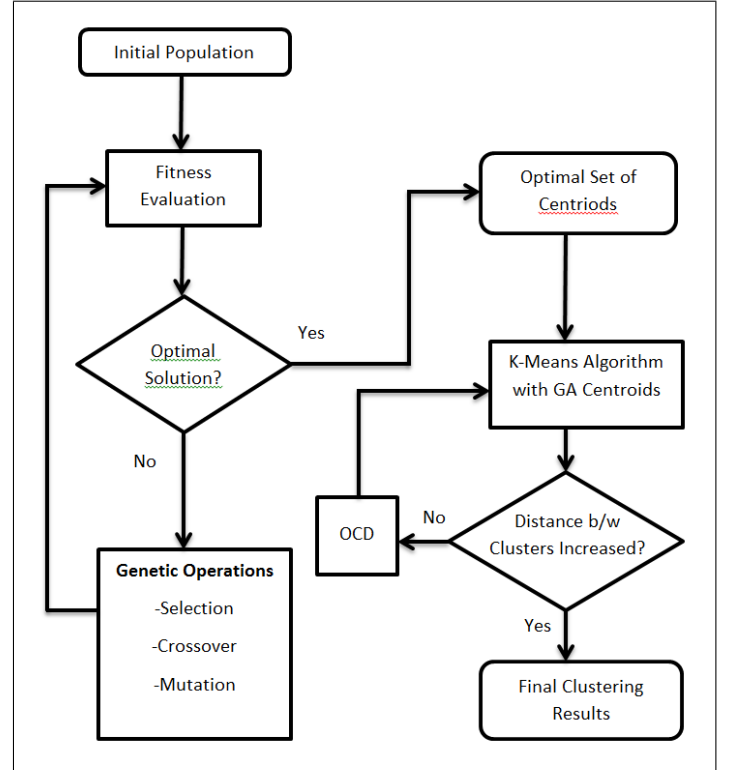 Initial Population
Fitness
Evaluation
Optimal
Solution?
Yes
No
Genetic Operations
-Selection
-Crossover
-Mutation
Optimal Set of
Centriods
K-Means Algorithm
with GA Centroids
Distance b/w
Clusters Increased?
No
OCD
Yes
Final Clustering
Results